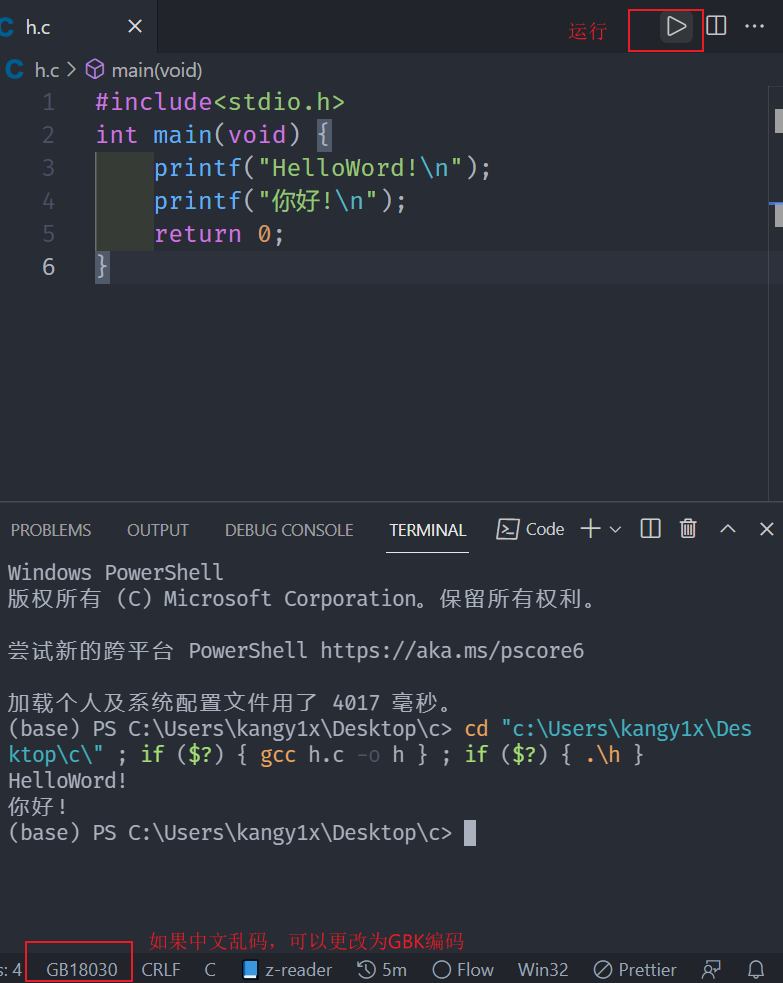 h.c
运行
h.c main(void)
1 #include<stdio.h>
2 int main(void) {
3 printf("HelloWord!\n");
4 printf("你好!\n");
5 return 0;
6 }
PROBLEMS OUTPUT DEBUG CONSOLE TERMINAL Code
Windows PowerShell
版权所有 (C) Microsoft Corporation。保留所有权利。
尝试新的跨平台 PowerShell https://aka.ms/pscore6
加载个人及系统配置文件用了 4017 毫秒。
(base) PS C:\Users\kangy1x\Desktop\c> cd "c:\Users\kangy1x\Des
ktop\c\" ; if ($?) { gcc h.c -o h } ; if ($?) { .\h }
HelloWord!
你好!
(base) PS C:\Users\kangy1x\Desktop\c>
如果中文乱码，可以更改为GBK编码
s: 4 GB18030 CRLF C z-reader 5m Flow Win32 Prettier